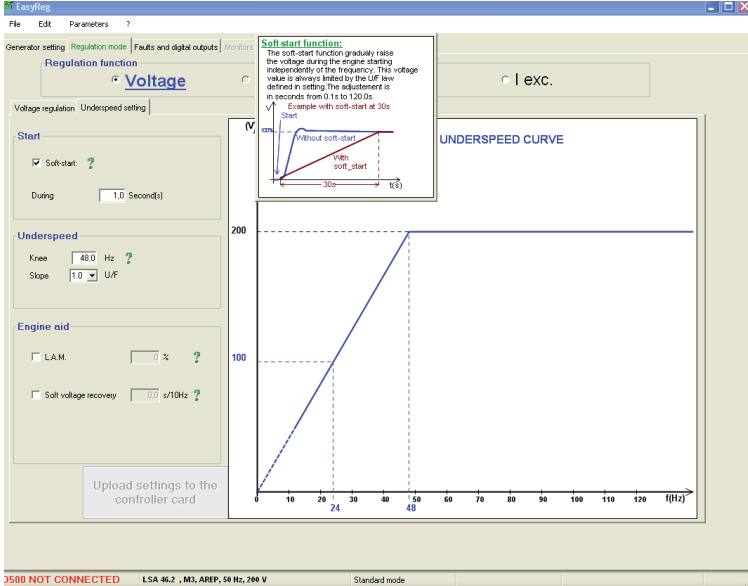 EasyReg
File Edit Parameters ?
Generator setting Regulation mode Faults and digital outputs Monitors
Regulation function
Voltage
I exc.
Soft-start function:
The soft-start function gradualy raise
the voltage during the engine starting
independently of the frequency. This voltage
value is always limited by the U/F law
defined in setting.The adjustement is
in seconds from 0.1s to 120.0s.
V Example with soft-start at 30s
Start
100%
Without soft-start
With
soft_start
30s
t(s)
Voltage regulation Underspeed setting
Start
Soft-start: ?
During 1,0 Second(s)
Underspeed
Knee 48,0 Hz ?
Slope 1.0 U/F
Engine aid
L.A.M. 0 % ?
Soft voltage recovery 0,0 s/10Hz ?
Upload settings to the
controller card
(V)
UNDERSPEED CURVE
200
100
0 10 20 30 40 50 60 70 80 90 100 110 120 f(Hz)
24 48
D500 NOT CONNECTED LSA 46.2 , M3, AREP, 50 Hz, 200 V Standard mode